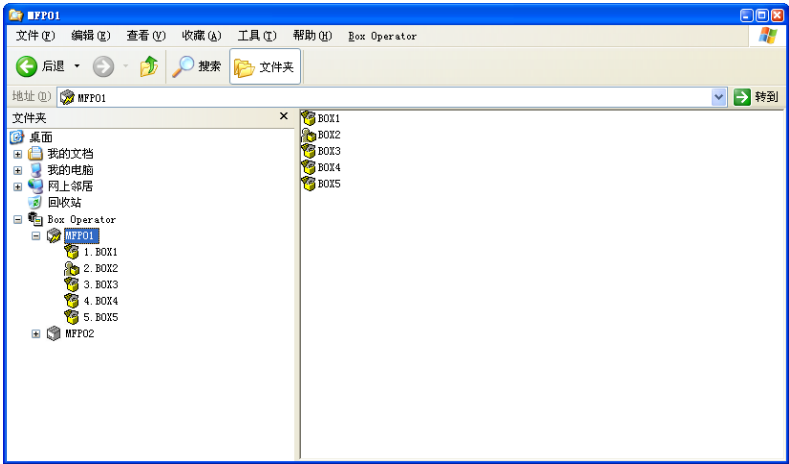 MFP01
文件(F) 编辑(E) 查看(V) 收藏(A) 工具(T) 帮助(H) Box Operator
后退 搜索 文件夹
地址(D) MFP01 转到
文件夹
桌面
我的文档
我的电脑
网上邻居
回收站
Box Operator
MFP01
1.BOX1
2.BOX2
3.BOX3
4.BOX4
5.BOX5
MFP02
BOX1
BOX2
BOX3
BOX4
BOX5